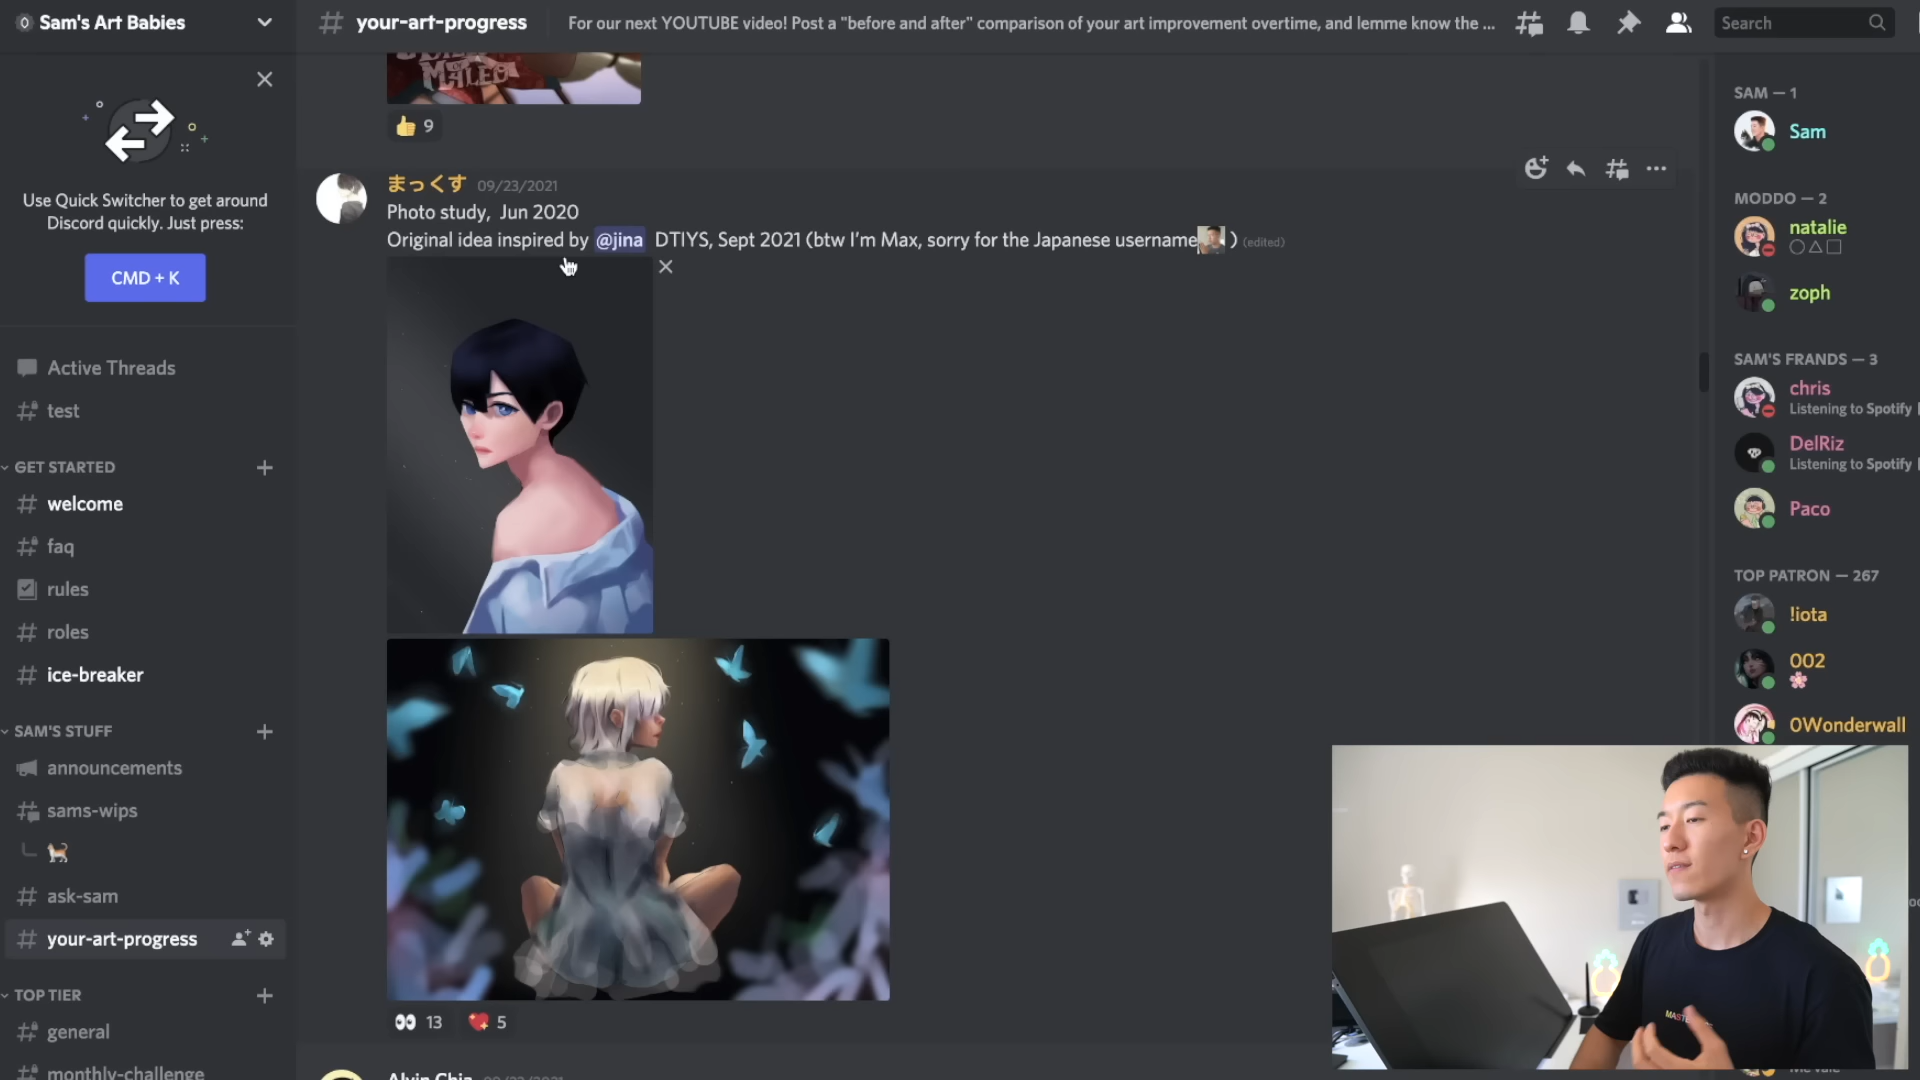 Sam's Art Babies
Use Quick Switcher to get around
Discord quickly. Just press:
CMD + K
Active Threads
test
GET STARTED
welcome
faq
rules
roles
ice-breaker
SAM'S STUFF
announcements
sams-wips
ask-sam
your-art-progress
TOP TIER
general
monthly-challenge
your-art-progress
For our next YOUTUBE video! Post a "before and after" comparison of your art improvement overtime, and lemme know the ...
Search
9
まっくす 09/23/2021
Photo study, Jun 2020
Original idea inspired by @jina DTIYS, Sept 2021 (btw I'm Max, sorry for the Japanese username ) (edited)
13 5
Alvin Chia 09/23/2021
SAM — 1
Sam
MODDO — 2
natalie
zoph
SAM'S FRANDS — 3
chris
Listening to Spotify
DelRiz
Listening to Spotify
Paco
TOP PATRON — 267
!iota
002
0Wonderwall